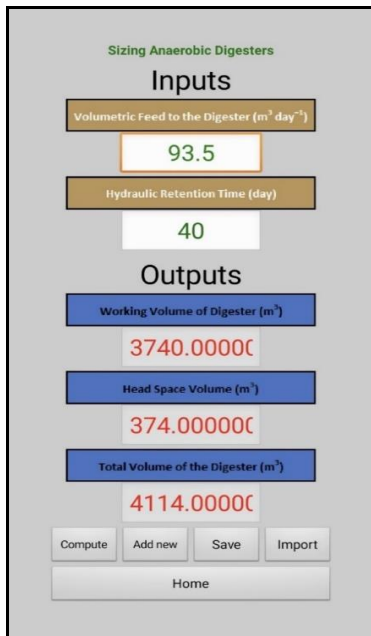 Sizing Anaerobic Digesters
Inputs
Volumetric Feed to the Digester (m³ day⁻¹)
93.5
Hydraulic Retention Time (day)
40
Outputs
Working Volume of Digester (m³)
3740.00000
Head Space Volume (m³)
374.00000
Total Volume of the Digester (m³)
4114.00000
Compute Add new Save Import
Home